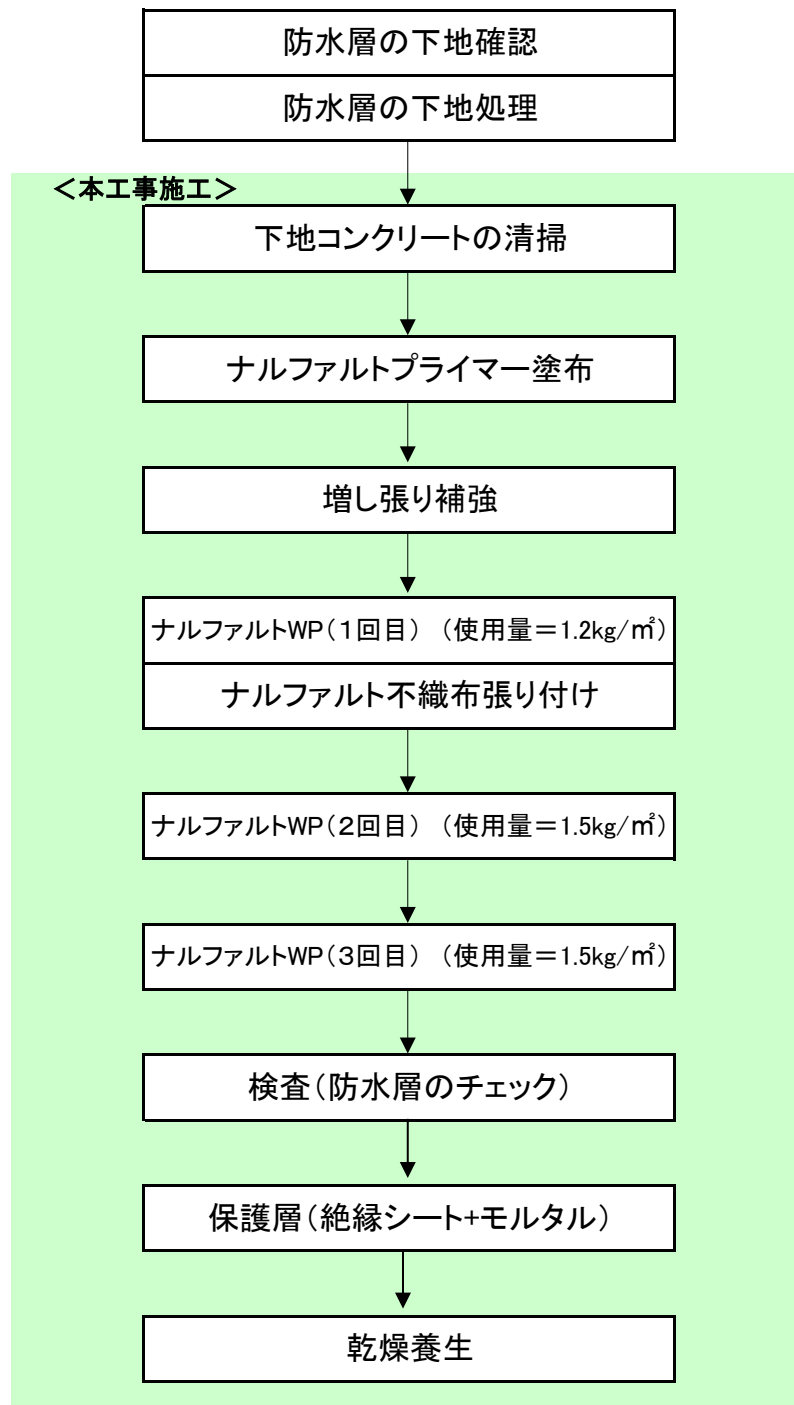 防水層の下地確認
防水層の下地処理
＜本工事施工＞
下地コンクリートの清掃
ナルファルトプライマー塗布
増し張り補強
ナルファルトWP（１回目）（使用量＝1.2kg/㎡）
ナルファルト不織布張り付け
ナルファルトWP（２回目）（使用量＝1.5kg/㎡）
ナルファルトWP（３回目）（使用量＝1.5kg/㎡）
検査（防水層のチェック）
保護層（絶縁シート+モルタル）
乾燥養生